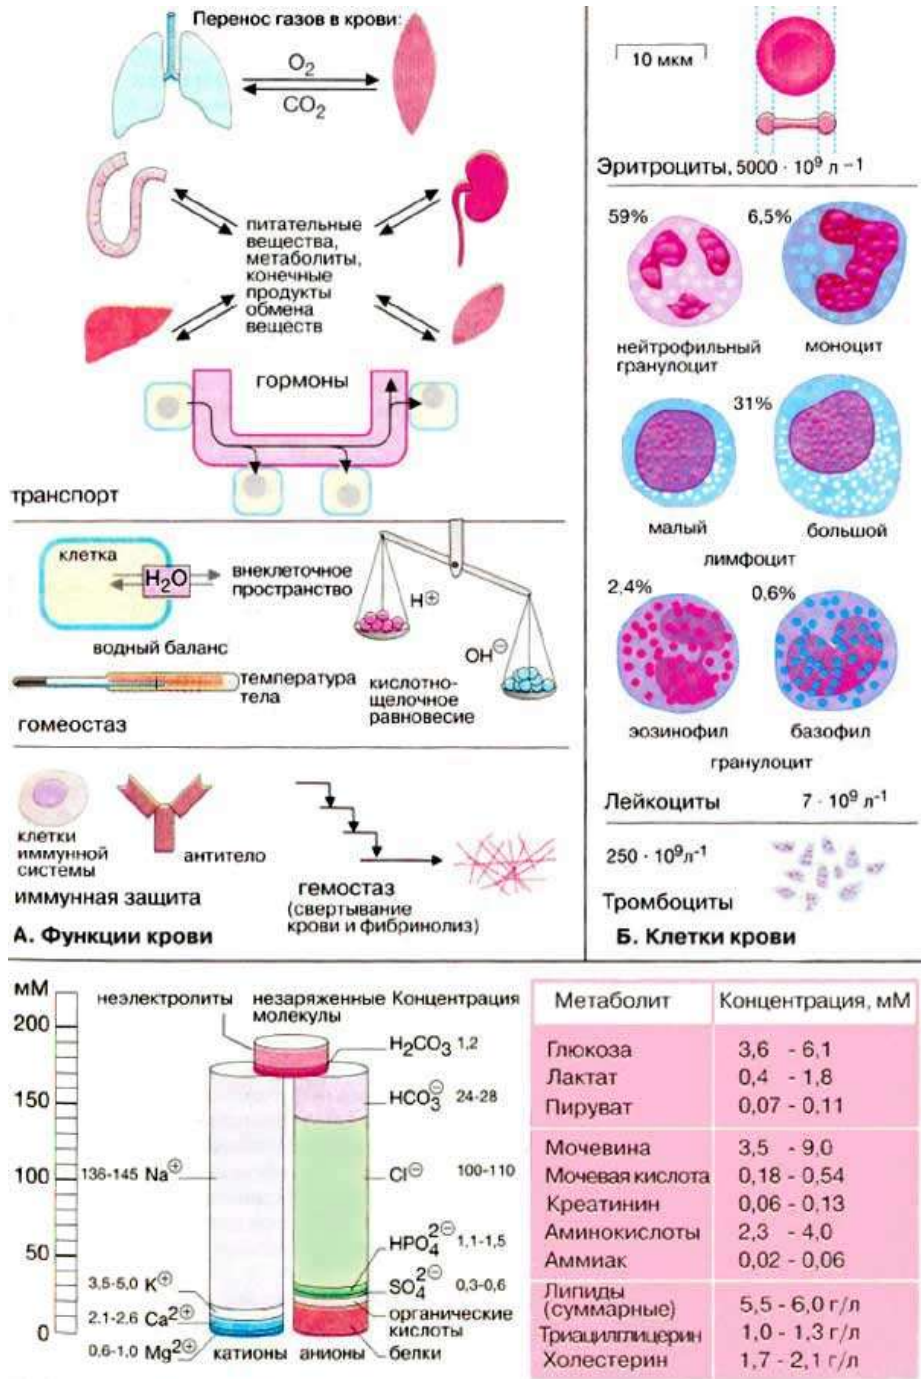 Перенос газов в крови:
O₂
CO₂
питательные
вещества,
метаболиты,
конечные
продукты
обмена
веществ
гормоны
транспорт
клетка
H₂O
внеклеточное
пространство
водный баланс
температура
тела
гомеостаз
H⊕
OH⊖
кислотно-
щелочное
равновесие
клетки
иммунной
системы
антитело
иммунная защита
гемостаз
(свертывание
крови и фибринолиз)
А. Функции крови
10 мкм
Эритроциты, 5000 · 10⁹ л⁻¹
59%
6,5%
нейтрофильный
гранулоцит
моноцит
31%
малый
большой
лимфоцит
2,4%
0,6%
эозинофил
базофил
гранулоцит
Лейкоциты 7 · 10⁹ л⁻¹
250 · 10⁹л⁻¹
Тромбоциты
Б. Клетки крови
мМ
200
150
100
50
0
неэлектролиты
незаряженные
молекулы
Концентрация
H₂CO₃ 1,2
HCO₃⊖ 24-28
136-145 Na⊕
Cl⊖ 100-110
HPO₄²⊖ 1,1-1,5
3,5-5,0 K⊕
SO₄²⊖ 0,3-0,6
2,1-2,6 Ca²⊕
органические
кислоты
0,6-1,0 Mg²⊕
катионы
анионы
белки
Метаболит Концентрация, мМ
Глюкоза 3,6 - 6,1
Лактат 0,4 - 1,8
Пируват 0,07 - 0,11
Мочевина 3,5 - 9,0
Мочевая кислота 0,18 - 0,54
Креатинин 0,06 - 0,13
Аминокислоты 2,3 - 4,0
Аммиак 0,02 - 0,06
Липиды
(суммарные) 5,5 - 6,0 г/л
Триацилглицерин 1,0 - 1,3 г/л
Холестерин 1,7 - 2,1 г/л